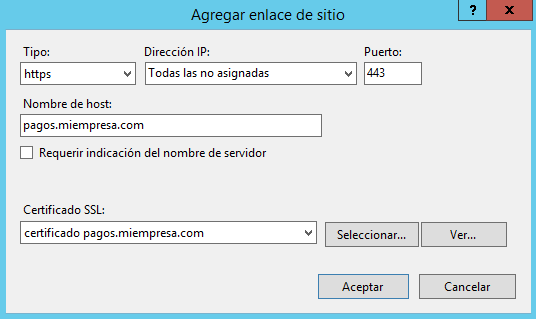 Agregar enlace de sitio
?
x
Tipo: Dirección IP: Puerto:
https Todas las no asignadas 443
Nombre de host:
pagos.miempresa.com
Requerir indicación del nombre de servidor
Certificado SSL:
certificado pagos.miempresa.com Seleccionar... Ver...
Aceptar Cancelar